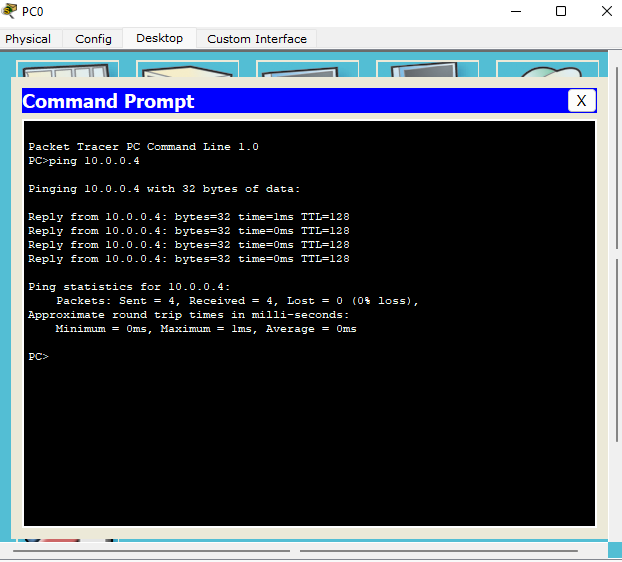 PC0
Physical Config Desktop Custom Interface
Command Prompt X
Packet Tracer PC Command Line 1.0
PC>ping 10.0.0.4
Pinging 10.0.0.4 with 32 bytes of data:
Reply from 10.0.0.4: bytes=32 time=1ms TTL=128
Reply from 10.0.0.4: bytes=32 time=0ms TTL=128
Reply from 10.0.0.4: bytes=32 time=0ms TTL=128
Reply from 10.0.0.4: bytes=32 time=0ms TTL=128
Ping statistics for 10.0.0.4:
Packets: Sent = 4, Received = 4, Lost = 0 (0% loss),
Approximate round trip times in milli-seconds:
Minimum = 0ms, Maximum = 1ms, Average = 0ms
PC>